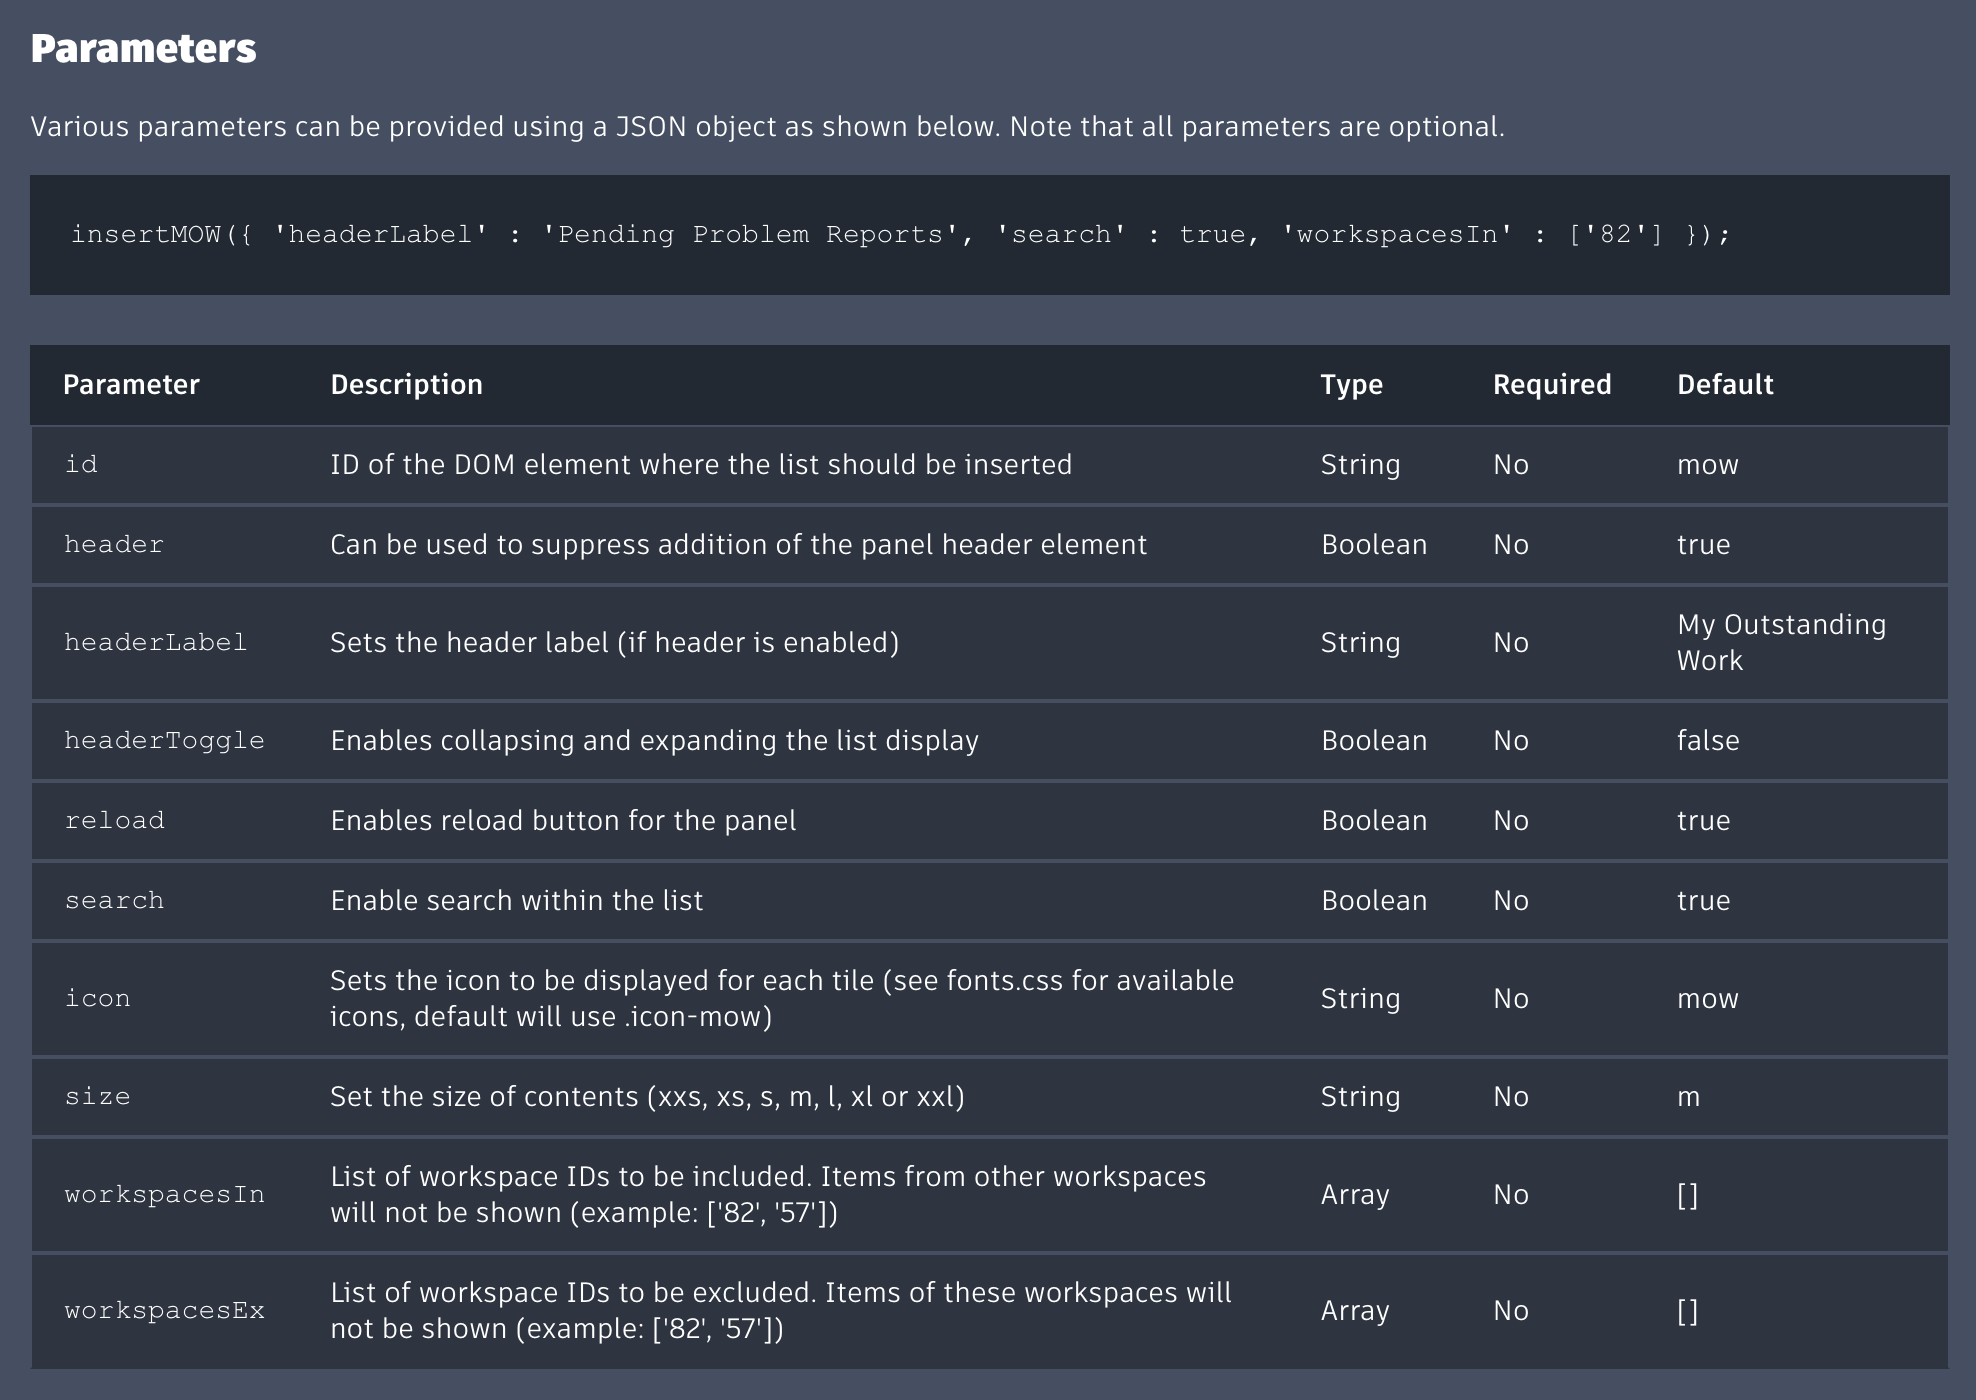 Parameters
Various parameters can be provided using a JSON object as shown below. Note that all parameters are optional.
insertMOW({ 'headerLabel' : 'Pending Problem Reports', 'search' : true, 'workspacesIn' : ['82'] });
Parameter Description Type Required Default
id ID of the DOM element where the list should be inserted String No mow
header Can be used to suppress addition of the panel header element Boolean No true
headerLabel Sets the header label (if header is enabled) String No My Outstanding
Work
headerToggle Enables collapsing and expanding the list display Boolean No false
reload Enables reload button for the panel Boolean No true
search Enable search within the list Boolean No true
icon Sets the icon to be displayed for each tile (see fonts.css for available
icons, default will use .icon-mow) String No mow
size Set the size of contents (xxs, xs, s, m, l, xl or xxl) String No m
workspacesIn List of workspace IDs to be included. Items from other workspaces
will not be shown (example: ['82', '57']) Array No []
workspacesEx List of workspace IDs to be excluded. Items of these workspaces will
not be shown (example: ['82', '57']) Array No []